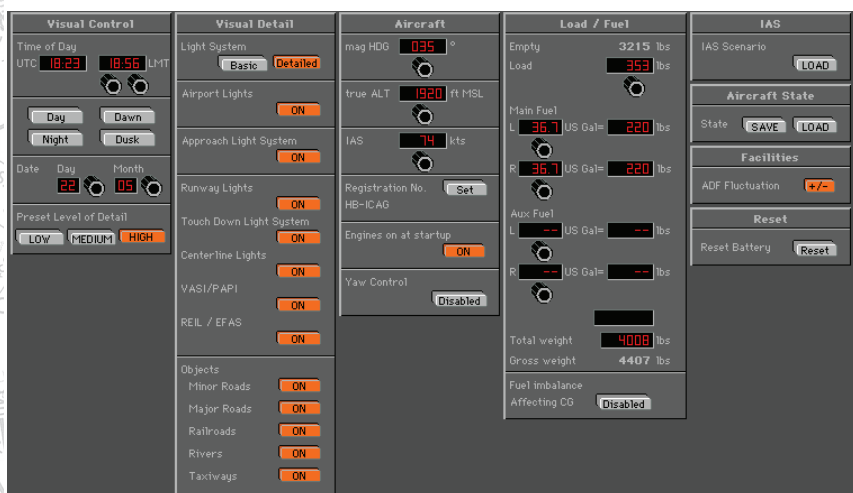 Visual Control
Time of Day
UTC 18:23 18:56 LMT
Day Dawn
Night Dusk
Date Day Month
22 05
Preset Level of Detail
LOW MEDIUM HIGH
Visual Detail
Light System
Basic Detailed
Airport Lights
ON
Approach Light System
ON
Runway Lights
ON
Touch Down Light System
ON
Centerline Lights
ON
VASI/PAPI
ON
REIL / EFAS
ON
Objects
Minor Roads ON
Major Roads ON
Railroads ON
Rivers ON
Taxiways ON
Aircraft
mag HDG 035 °
true ALT 1920 ft MSL
IAS 74 kts
Registration No. Set
HB-ICAG
Engines on at startup
ON
Yaw Control
Disabled
Load / Fuel
Empty 3215 lbs
Load 353 lbs
Main Fuel
L 36.7 US Gal= 220 lbs
R 36.7 US Gal= 220 lbs
Aux Fuel
L -- US Gal= -- lbs
R -- US Gal= -- lbs
Total weight 4008 lbs
Gross weight 4407 lbs
Fuel imbalance
Affecting CG Disabled
IAS
IAS Scenario
LOAD
Aircraft State
State SAVE LOAD
Facilities
ADF Fluctuation +/-
Reset
Reset Battery Reset